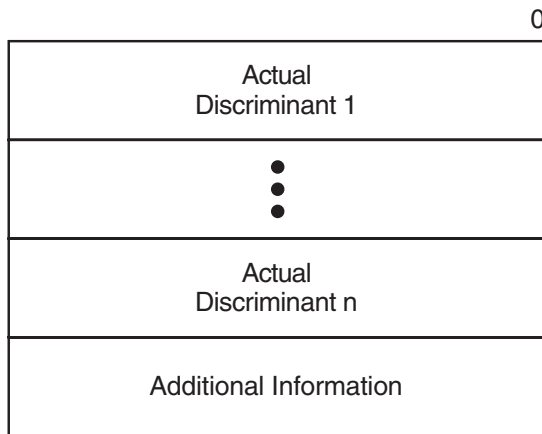 0
Actual
Discriminant 1
Actual
Discriminant n
Additional Information